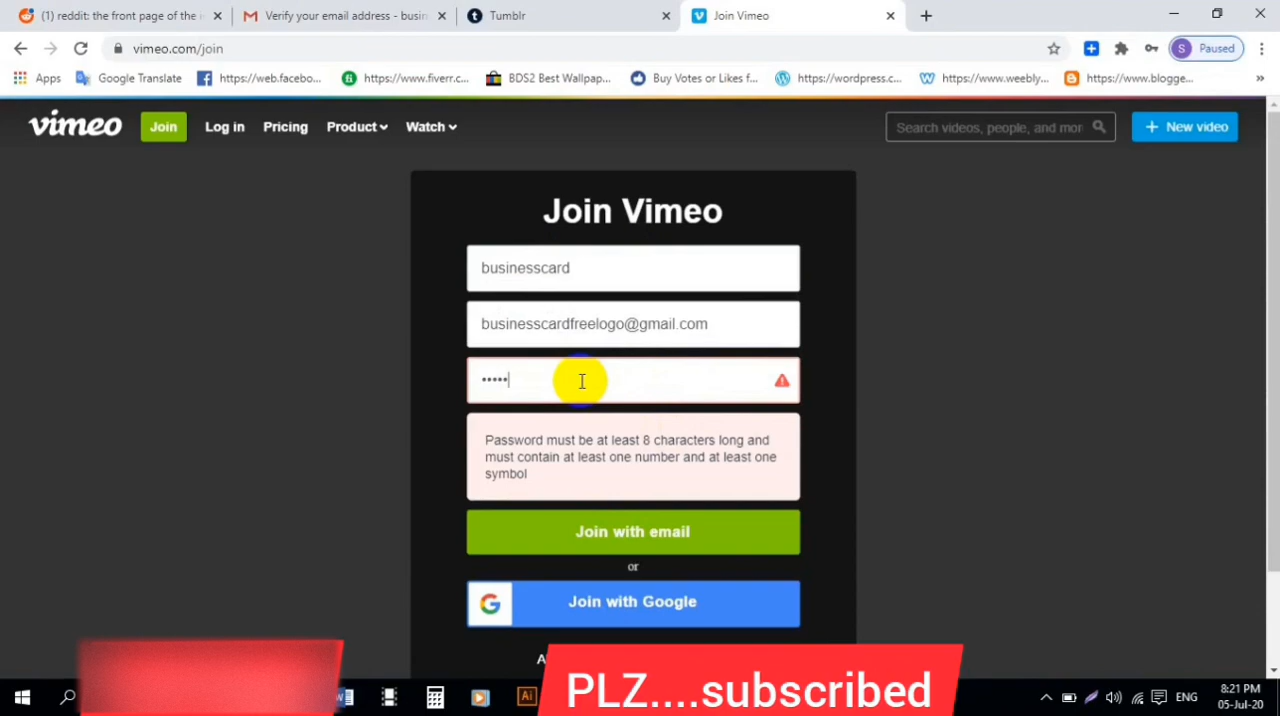 (1) reddit: the front page of the i
Verify your email address - busin
Tumblr
Join Vimeo
vimeo.com/join
S Paused
Apps
Google Translate
https://web.facebo...
https://www.fiverr.c...
BDS2 Best Wallpap...
Buy Votes or Likes f...
https://wordpress.c...
https://www.weebly...
https://www.blogge...
»
vimeo
Join
Log in
Pricing
Product
Watch
Search videos, people, and mor
+ New video
Join Vimeo
businesscard
businesscardfreelogo@gmail.com
•••••
Password must be at least 8 characters long and
must contain at least one number and at least one
symbol
Join with email
or
Join with Google
PLZ....subscribed
ENG
8:21 PM
05-Jul-20